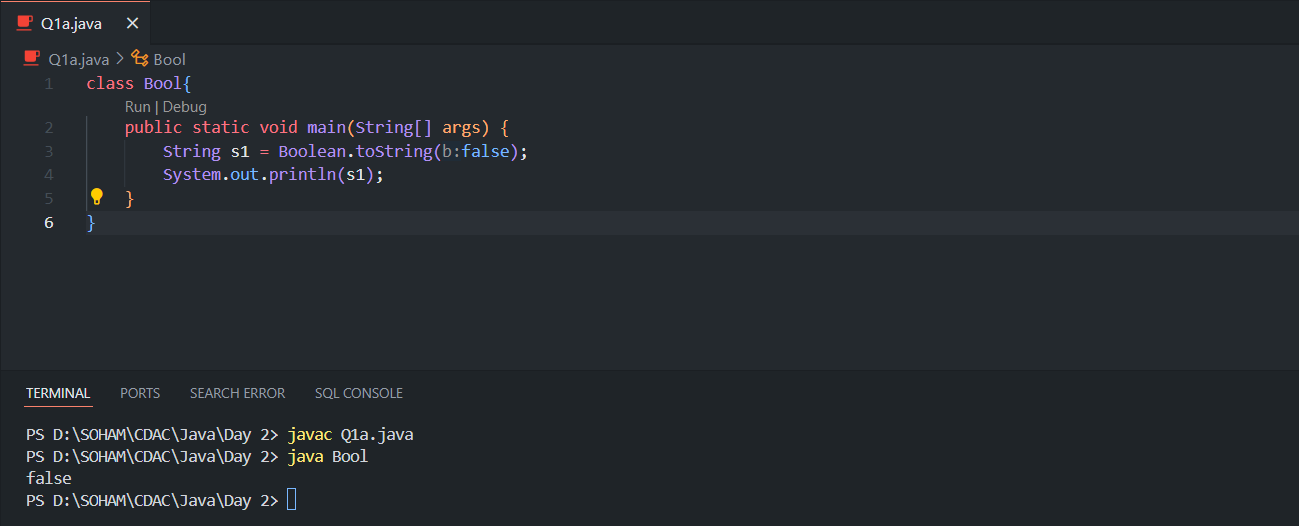 Q1a.java
Q1a.java > Bool
1 class Bool{
Run | Debug
2 public static void main(String[] args) {
3 String s1 = Boolean.toString(b:false);
4 System.out.println(s1);
5 }
6 }
TERMINAL PORTS SEARCH ERROR SQL CONSOLE
PS D:\SOHAM\CDAC\Java\Day 2> javac Q1a.java
PS D:\SOHAM\CDAC\Java\Day 2> java Bool
false
PS D:\SOHAM\CDAC\Java\Day 2>